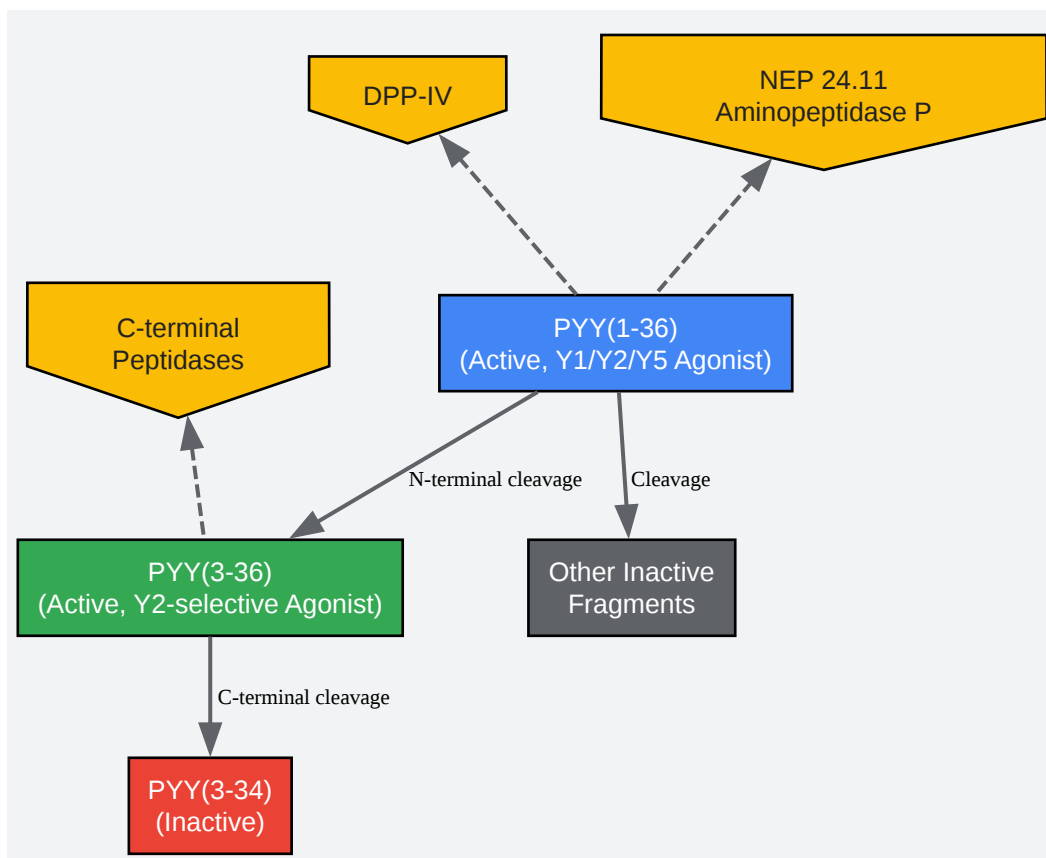 DPP-IV
NEP 24.11
Aminopeptidase P
C-terminal
Peptidases
PYY(1-36)
(Active, Y1/Y2/Y5 Agonist)
N-terminal cleavage
Cleavage
PYY(3-36)
(Active, Y2-selective Agonist)
Other Inactive
Fragments
C-terminal cleavage
PYY(3-34)
(Inactive)